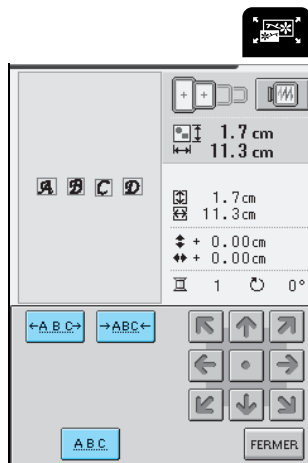 1.7 cm
11.3 cm
A B C D
1.7cm
11.3cm
+ 0.00cm
+ 0.00cm
1 0°
←A B C→ →ABC←
ABC FERMER